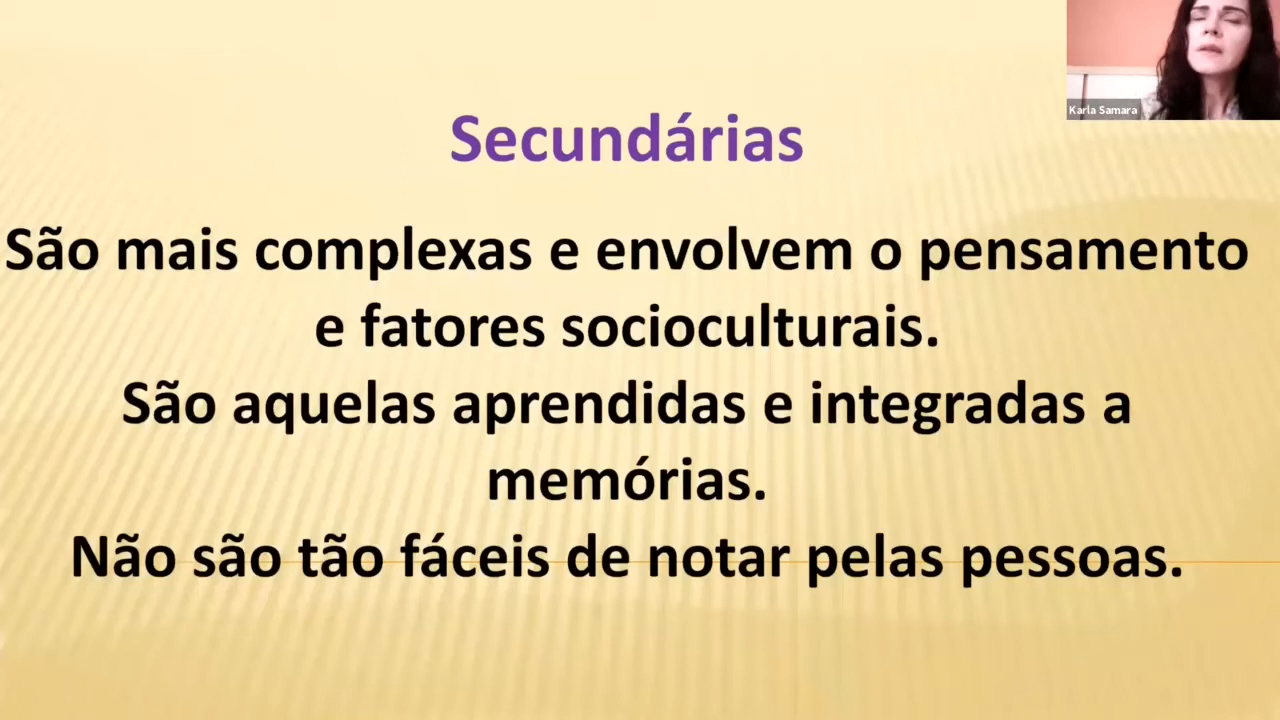 Karla Samara
Secundárias
São mais complexas e envolvem o pensamento
e fatores socioculturais.
São aquelas aprendidas e integradas a
memórias.
Não são tão fáceis de notar pelas pessoas.